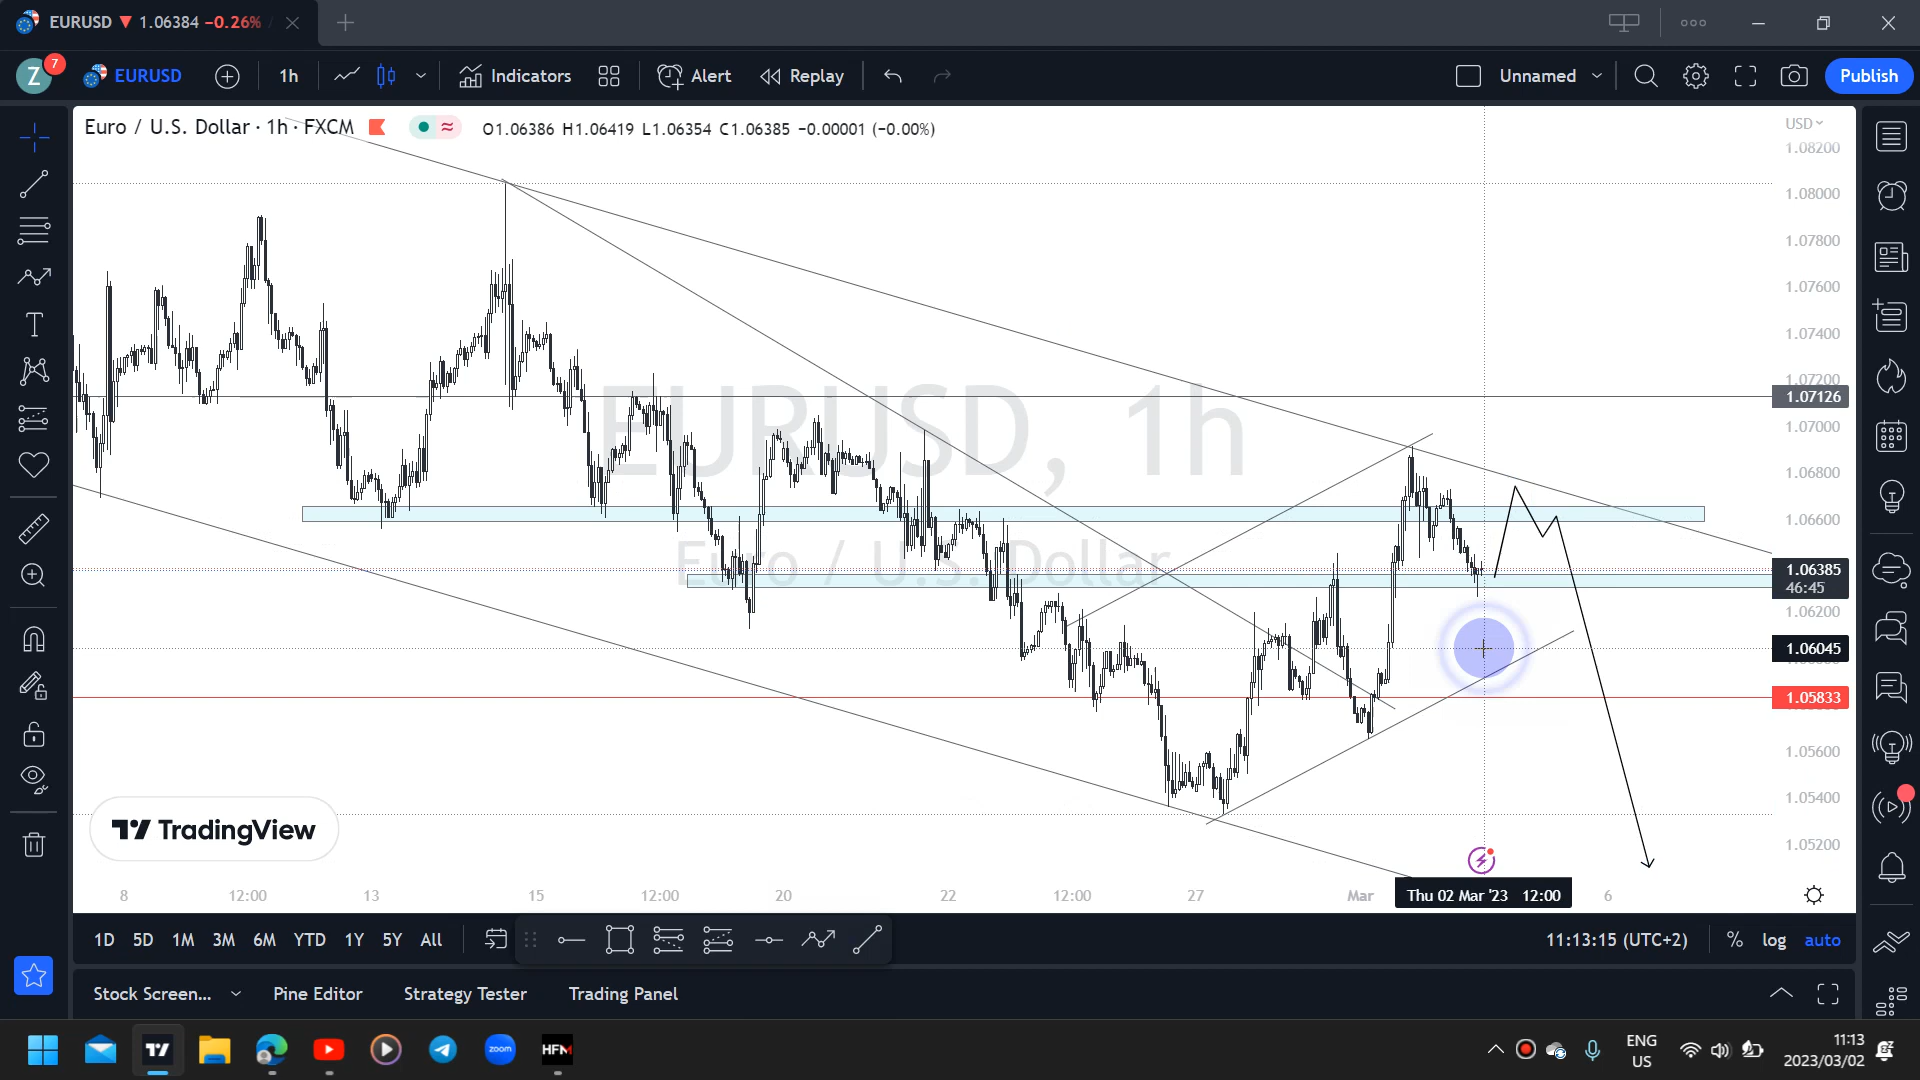 EURUSD ▼ 1.06384 −0.26% /
Z 7 EURUSD 1h Indicators Alert Replay Unnamed Publish
Euro / U.S. Dollar · 1h · FXCM O1.06386 H1.06419 L1.06354 C1.06385 −0.00001 (−0.00%)
USD
1.08200
1.08000
1.07800
1.07600
1.07400
1.07200
1.07126
1.07000
1.06800
1.06600
1.06385
46:45
1.06200
1.06045
1.05833
1.05600
1.05400
1.05200
EURUSD, 1h
Euro / U.S. Dollar
TradingView
8 12:00 13 15 12:00 20 22 12:00 27 Mar Thu 02 Mar '23 12:00 6
1D 5D 1M 3M 6M YTD 1Y 5Y All 11:13:15 (UTC+2) % log auto
Stock Screen... Pine Editor Strategy Tester Trading Panel
zoom HFM ENG
US 11:13
2023/03/02